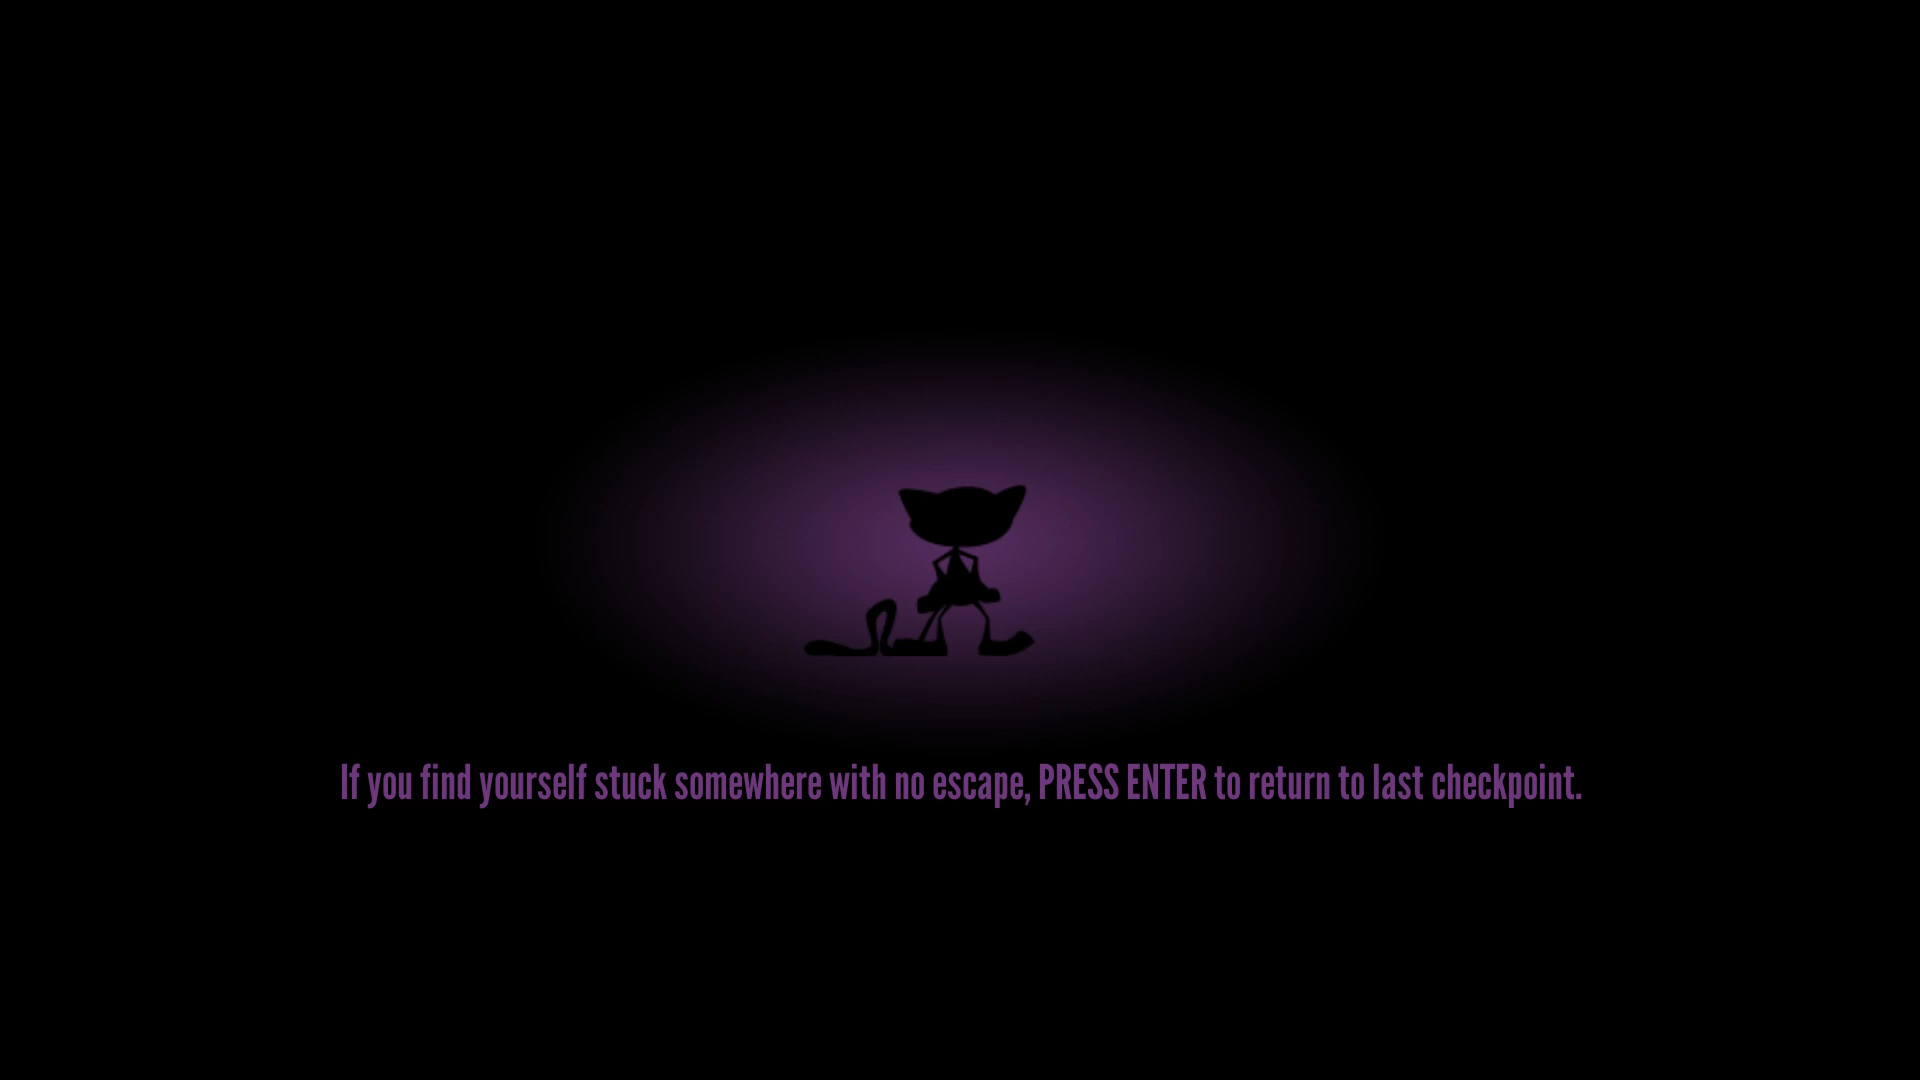 If you find yourself stuck somewhere with no escape, PRESS ENTER to return to last checkpoint.